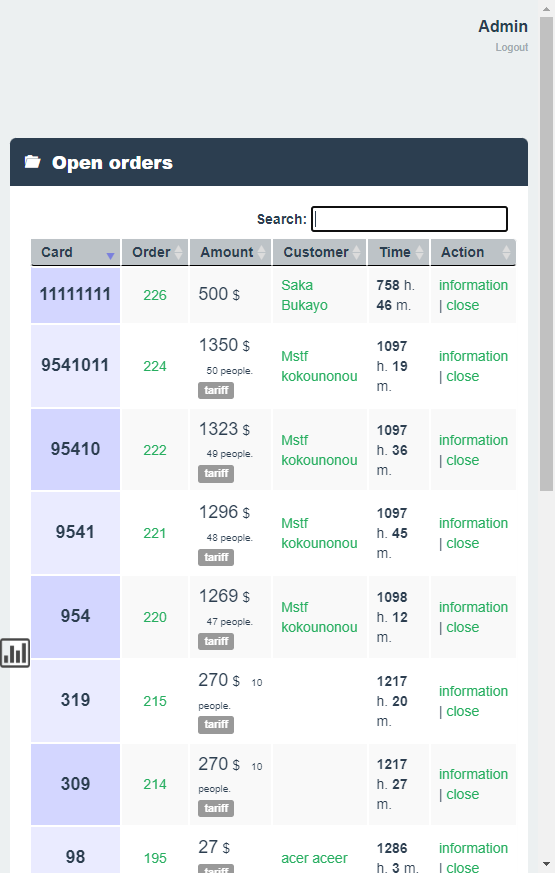 Admin
Logout
Open orders
Search:
Card Order Amount Customer Time Action
11111111 226 500 $ Saka Bukayo 758 h. 46 m. information | close
9541011 224 1350 $ 50 people. tariff Mstf kokounonou 1097 h. 19 m. information | close
95410 222 1323 $ 49 people. tariff Mstf kokounonou 1097 h. 36 m. information | close
9541 221 1296 $ 48 people. tariff Mstf kokounonou 1097 h. 45 m. information | close
954 220 1269 $ 47 people. tariff Mstf kokounonou 1098 h. 12 m. information | close
319 215 270 $ 10 people. tariff 1217 h. 20 m. information | close
309 214 270 $ 10 people. tariff 1217 h. 27 m. information | close
98 195 27 $ tariff acer aceer 1286 h. 3 m. information | close